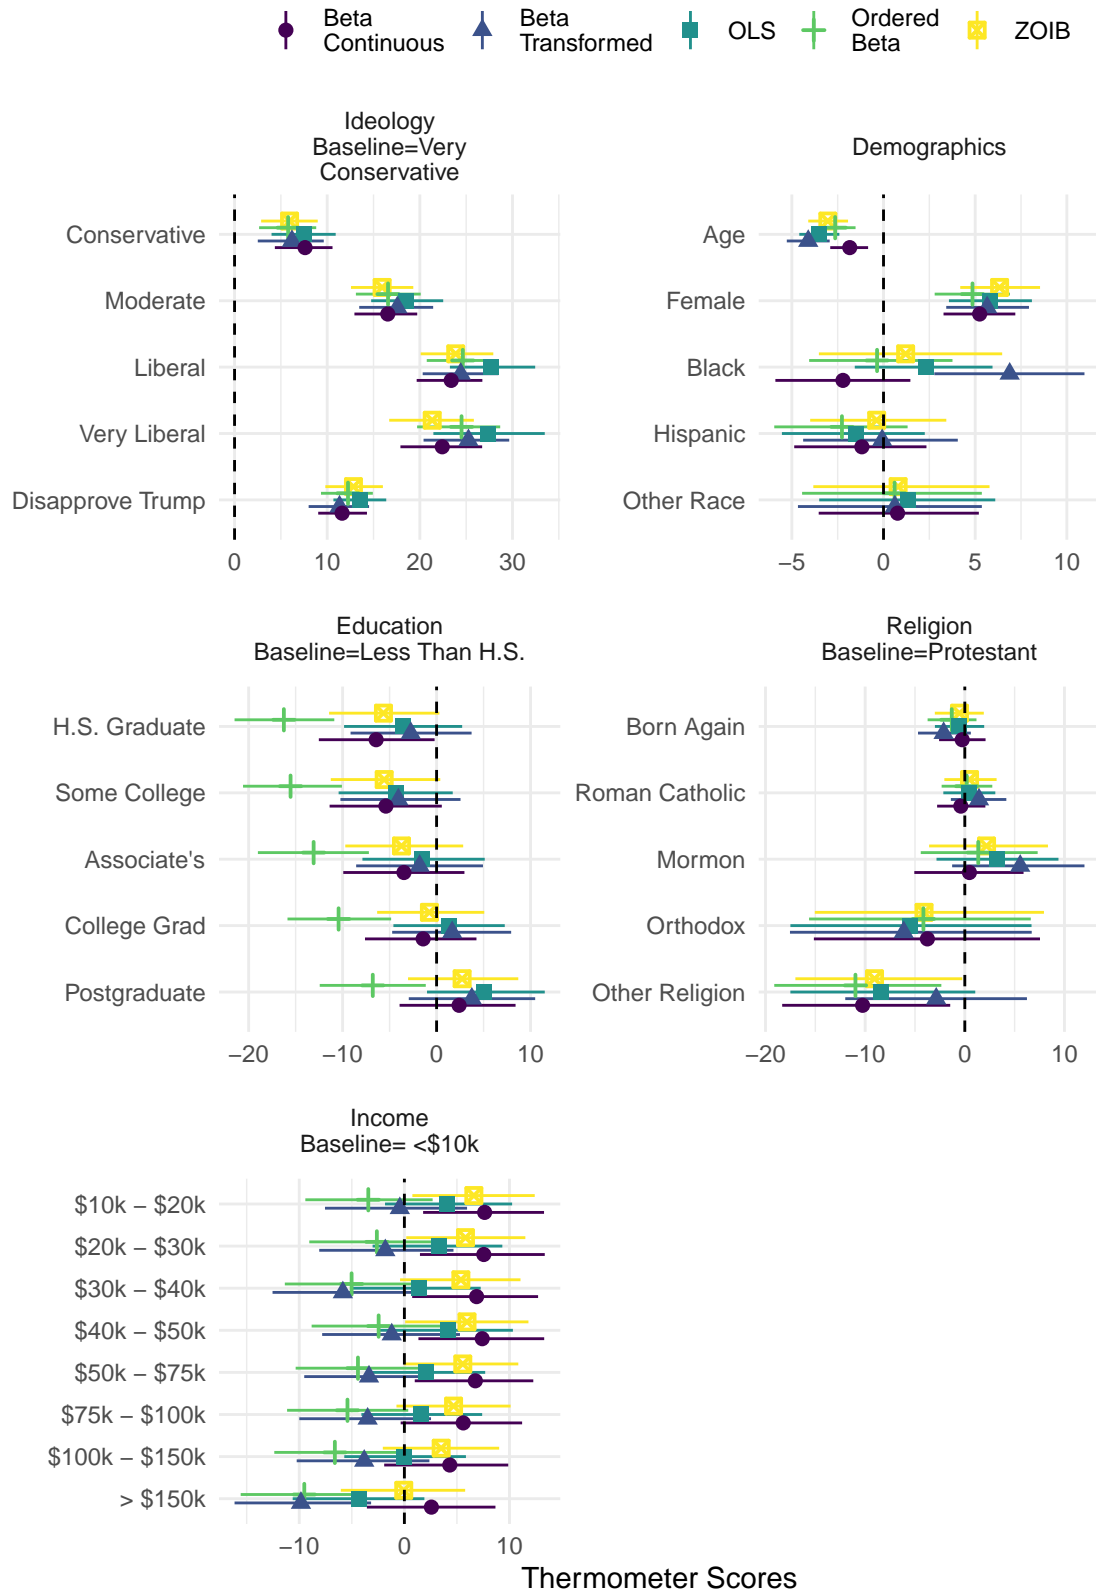 Beta
Continuous
Beta
Transformed
OLS
Ordered
Beta
ZOIB
Ideology
Baseline=Very
Conservative
Conservative
Moderate
Liberal
Very Liberal
Disapprove Trump
0 10 20 30
Demographics
Age
Female
Black
Hispanic
Other Race
−5 0 5 10
Education
Baseline=Less Than H.S.
H.S. Graduate
Some College
Associate's
College Grad
Postgraduate
−20 −10 0 10
Religion
Baseline=Protestant
Born Again
Roman Catholic
Mormon
Orthodox
Other Religion
−20 −10 0 10
Income
Baseline= <$10k
$10k − $20k
$20k − $30k
$30k − $40k
$40k − $50k
$50k − $75k
$75k − $100k
$100k − $150k
> $150k
−10 0 10
Thermometer Scores